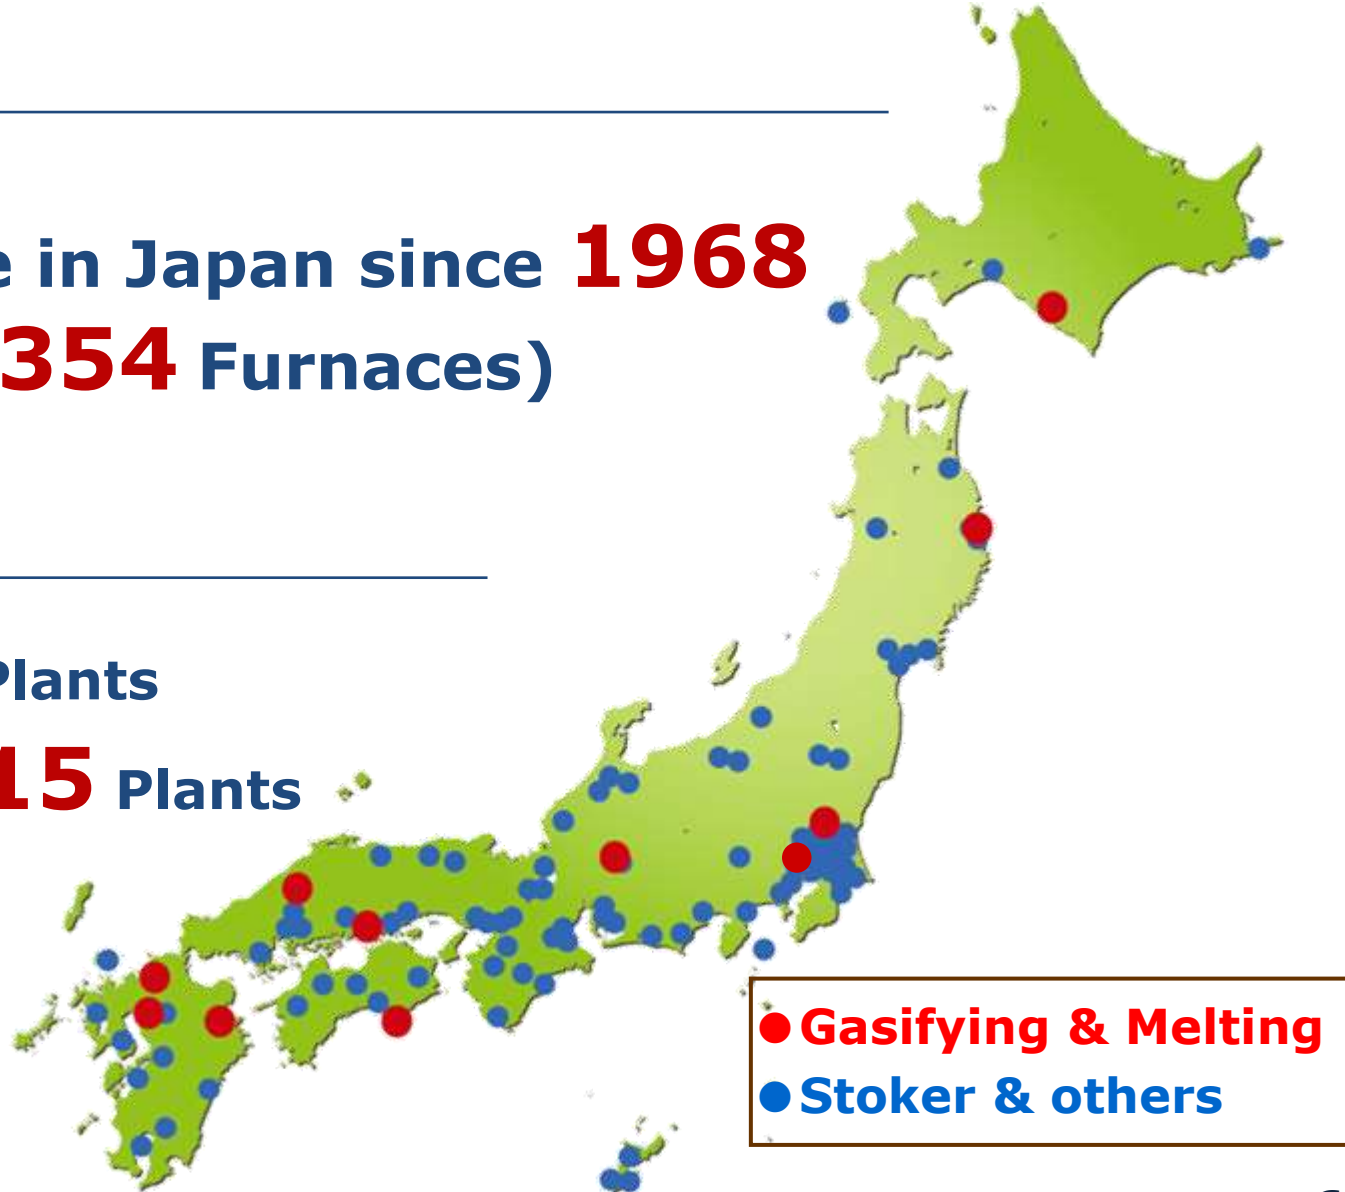 e in Japan since 1968
354 Furnaces)
Plants
15 Plants
Gasifying & Melting
Stoker & others